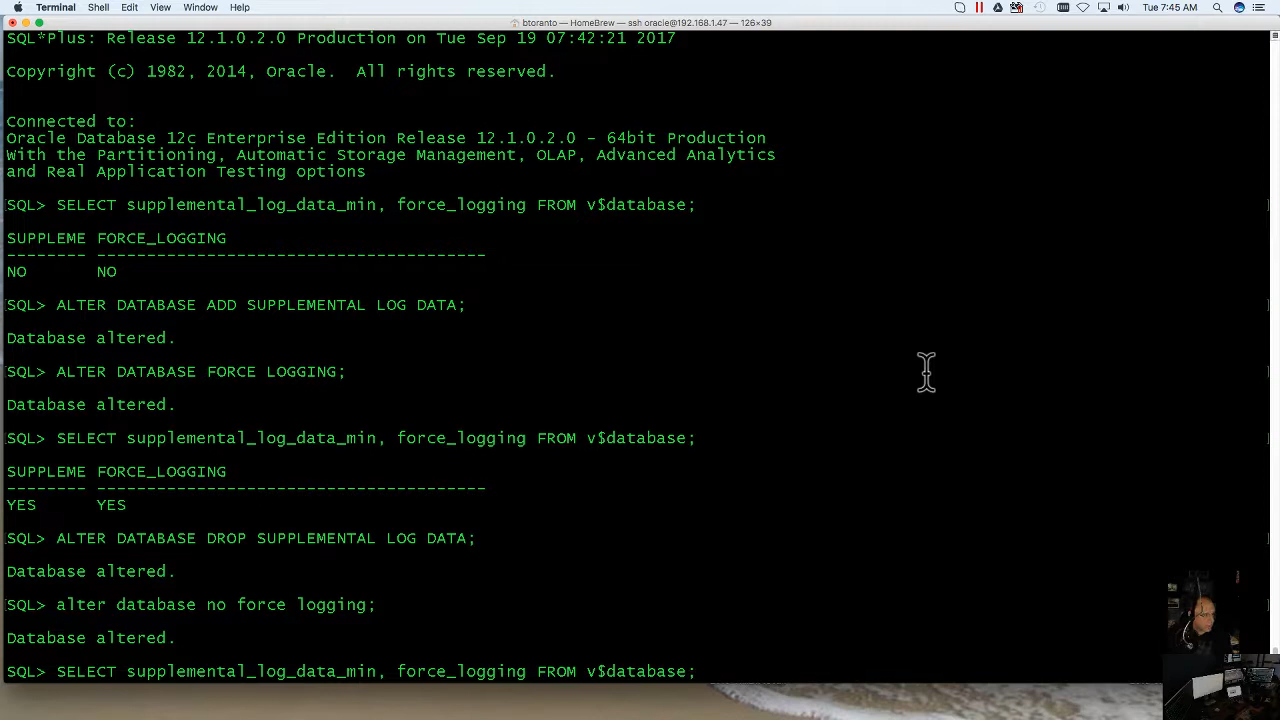 Terminal Shell Edit View Window Help Tue 7:45 AM
btoranto — HomeBrew — ssh oracle@192.168.1.47 — 126×39
SQL*Plus: Release 12.1.0.2.0 Production on Tue Sep 19 07:42:21 2017
Copyright (c) 1982, 2014, Oracle.  All rights reserved.
Connected to:
Oracle Database 12c Enterprise Edition Release 12.1.0.2.0 - 64bit Production
With the Partitioning, Automatic Storage Management, OLAP, Advanced Analytics
and Real Application Testing options
SQL> SELECT supplemental_log_data_min, force_logging FROM v$database;
SUPPLEME FORCE_LOGGING
-------- ---------------------------------------
NO       NO
SQL> ALTER DATABASE ADD SUPPLEMENTAL LOG DATA;
Database altered.
SQL> ALTER DATABASE FORCE LOGGING;
Database altered.
SQL> SELECT supplemental_log_data_min, force_logging FROM v$database;
SUPPLEME FORCE_LOGGING
-------- ---------------------------------------
YES      YES
SQL> ALTER DATABASE DROP SUPPLEMENTAL LOG DATA;
Database altered.
SQL> alter database no force logging;
Database altered.
SQL> SELECT supplemental_log_data_min, force_logging FROM v$database;